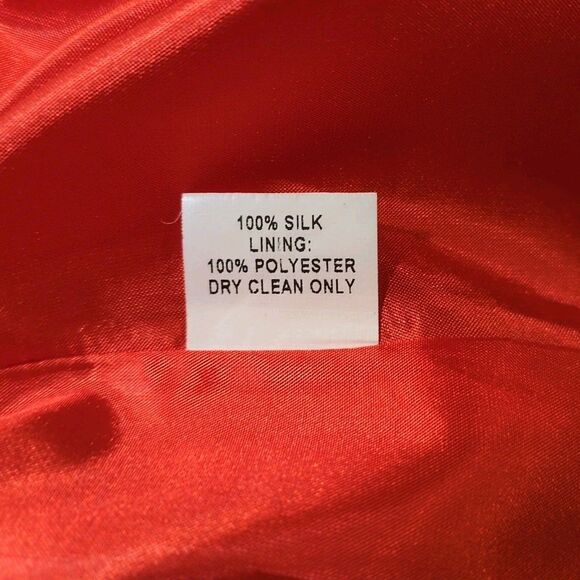 100% SILK
LINING:
100% POLYESTER
DRY CLEAN ONLY